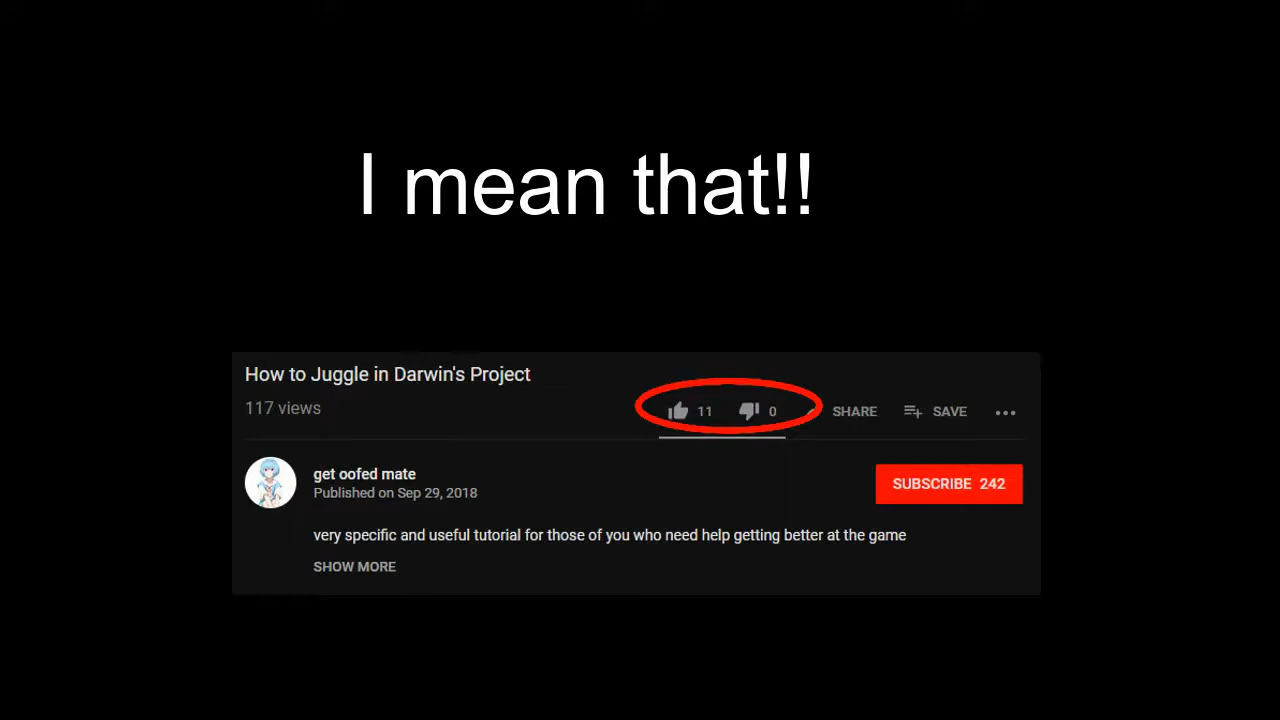 I mean that!!
How to Juggle in Darwin's Project
117 views
11 0 SHARE SAVE
get oofed mate
Published on Sep 29, 2018
SUBSCRIBE 242
very specific and useful tutorial for those of you who need help getting better at the game
SHOW MORE